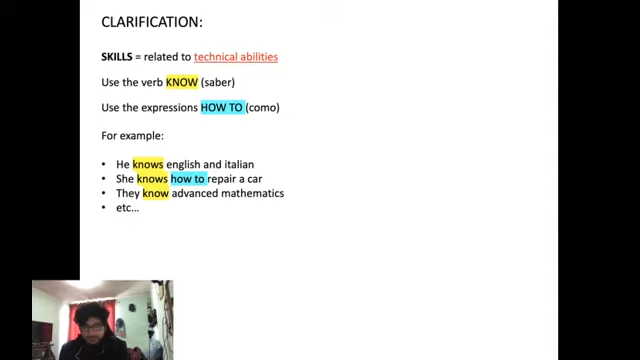 CLARIFICATION:
SKILLS = related to technical abilities
Use the verb KNOW (saber)
Use the expressions HOW TO (como)
For example:
• He knows english and italian
• She knows how to repair a car
• They know advanced mathematics
• etc…